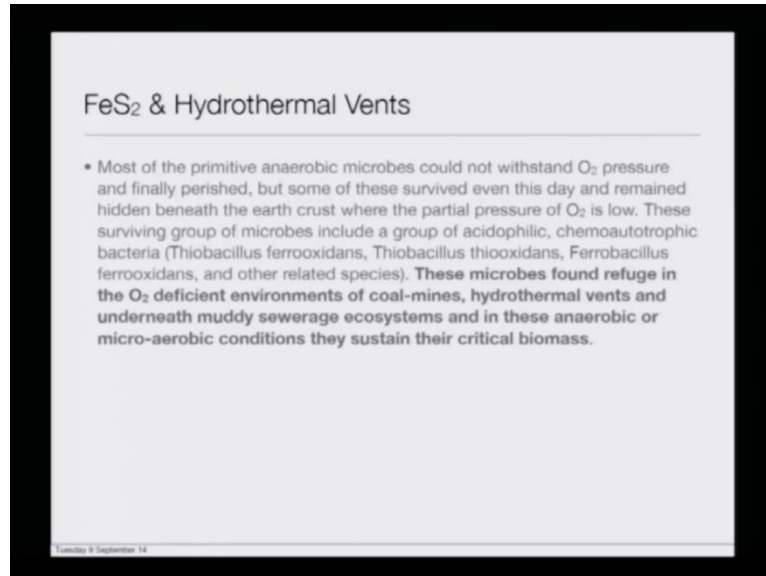 FeS₂ & Hydrothermal Vents
• Most of the primitive anaerobic microbes could not withstand O₂ pressure
and finally perished, but some of these survived even this day and remained
hidden beneath the earth crust where the partial pressure of O₂ is low. These
surviving group of microbes include a group of acidophilic, chemoautotrophic
bacteria (Thiobacillus ferrooxidans, Thiobacillus thiooxidans, Ferrobacillus
ferrooxidans, and other related species). These microbes found refuge in
the O₂ deficient environments of coal-mines, hydrothermal vents and
underneath muddy sewerage ecosystems and in these anaerobic or
micro-aerobic conditions they sustain their critical biomass.
Tuesday 9 September 14